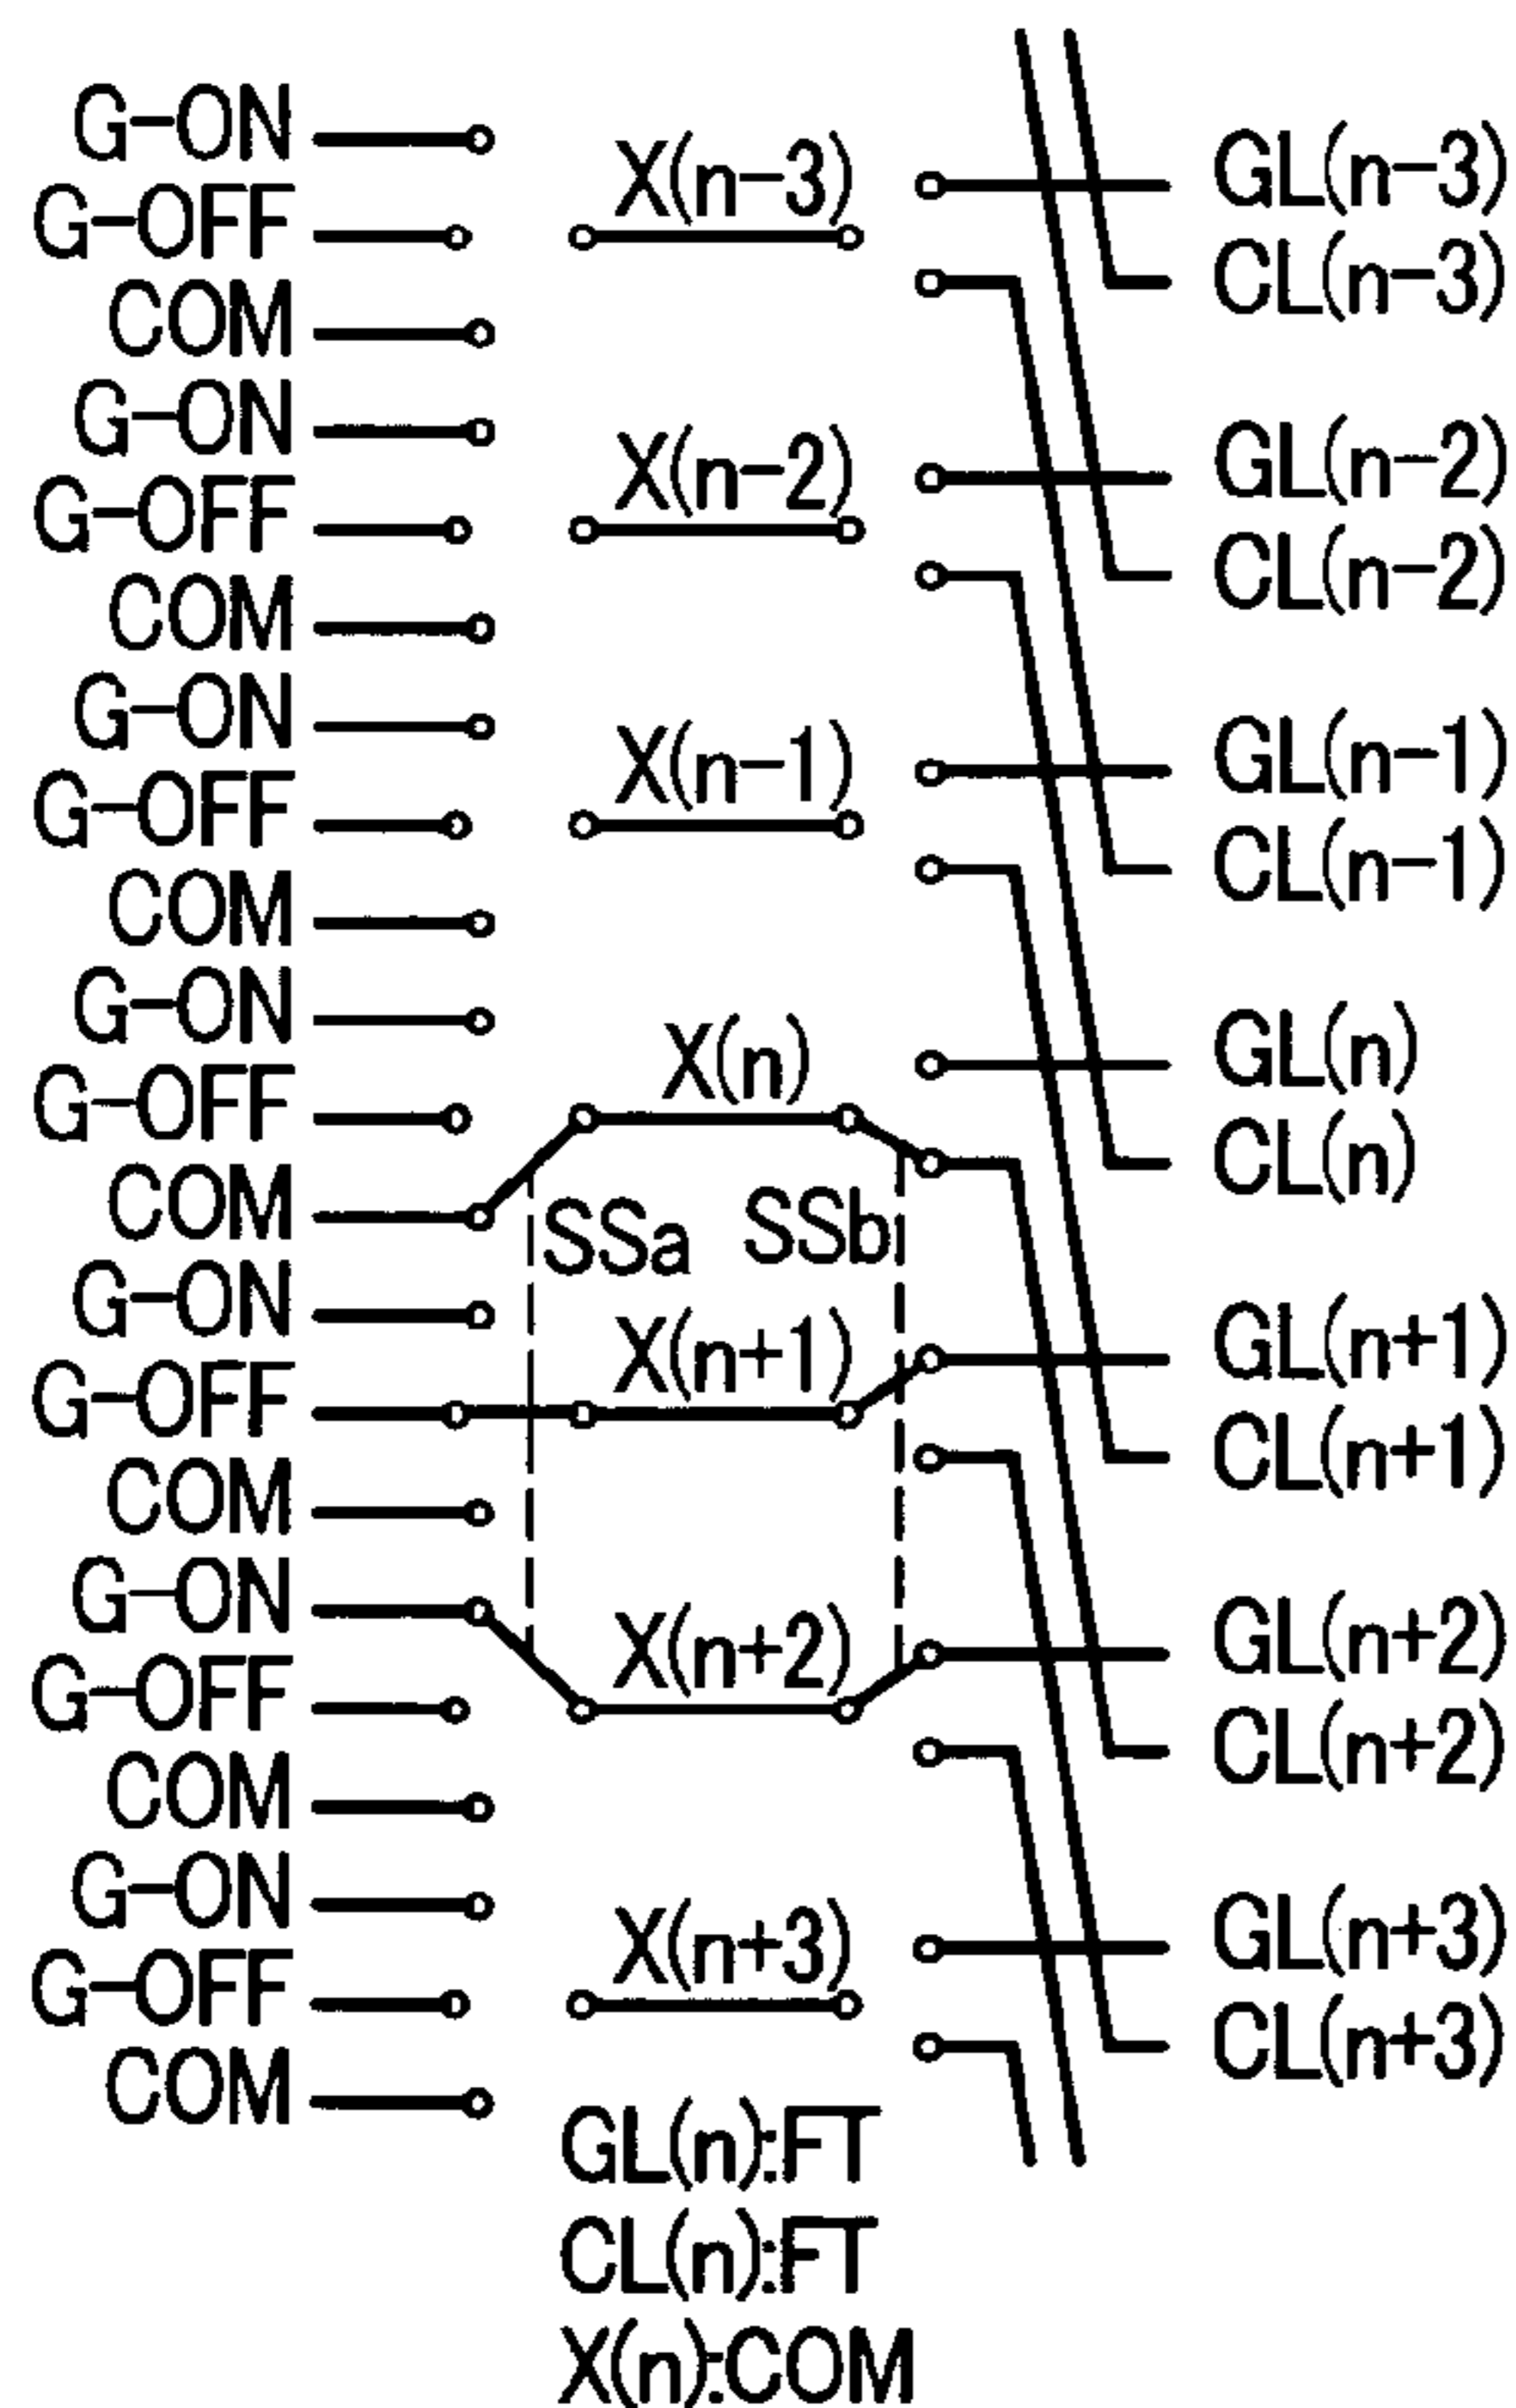 G-ON
G-OFF
COM
G-ON
G-OFF
COM
G-ON
G-OFF
COM
G-ON
G-OFF
COM
G-ON
G-OFF
COM
G-ON
G-OFF
COM
G-ON
G-OFF
COM
X(n-3)
X(n-2)
X(n-1)
X(n)
SSa SSb
X(n+1)
X(n+2)
X(n+3)
GL(n-3)
CL(n-3)
GL(n-2)
CL(n-2)
GL(n-1)
CL(n-1)
GL(n)
CL(n)
GL(n+1)
CL(n+1)
GL(n+2)
CL(n+2)
GL(n+3)
CL(n+3)
GL(n):FT
CL(n):FT
X(n):COM